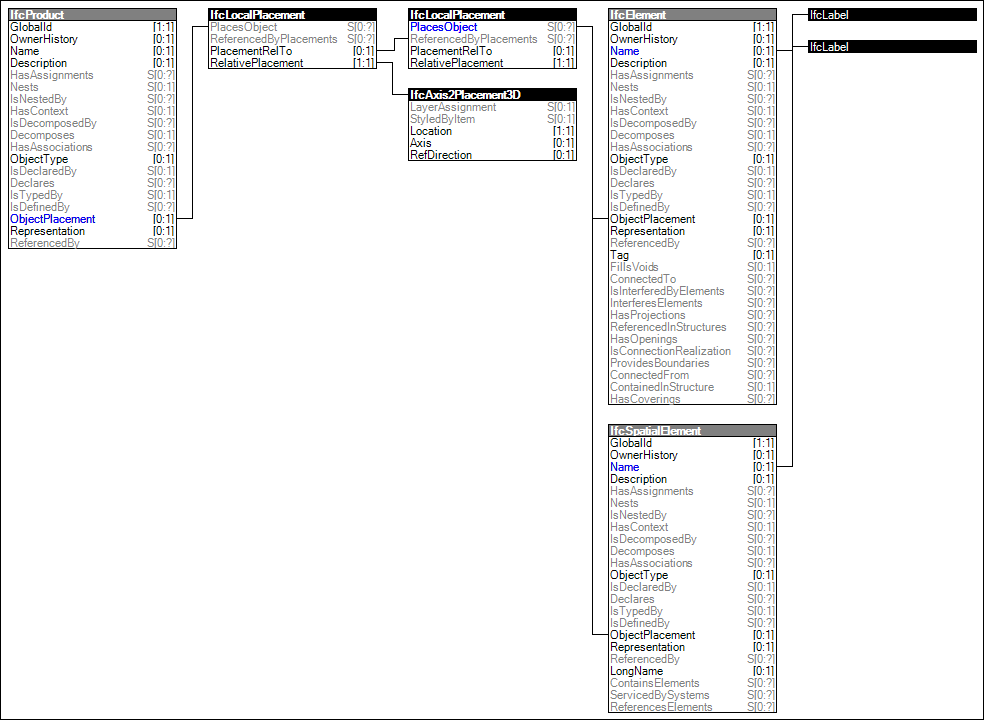 IfcProduct
GlobalId [1:1]
OwnerHistory [0:1]
Name [0:1]
Description [0:1]
HasAssignments S[0:?]
Nests S[0:1]
IsNestedBy S[0:?]
HasContext S[0:1]
IsDecomposedBy S[0:?]
Decomposes S[0:1]
HasAssociations S[0:?]
ObjectType [0:1]
IsDeclaredBy S[0:1]
Declares S[0:?]
IsTypedBy S[0:1]
IsDefinedBy S[0:?]
ObjectPlacement [0:1]
Representation [0:1]
ReferencedBy S[0:?]
IfcLocalPlacement
PlacesObject S[0:?]
ReferencedByPlacements S[0:?]
PlacementRelTo [0:1]
RelativePlacement [1:1]
IfcLocalPlacement
PlacesObject S[0:?]
ReferencedByPlacements S[0:?]
PlacementRelTo [0:1]
RelativePlacement [1:1]
IfcAxis2Placement3D
LayerAssignment S[0:1]
StyledByItem S[0:1]
Location [1:1]
Axis [0:1]
RefDirection [0:1]
IfcElement
GlobalId [1:1]
OwnerHistory [0:1]
Name [0:1]
Description [0:1]
HasAssignments S[0:?]
Nests S[0:1]
IsNestedBy S[0:?]
HasContext S[0:1]
IsDecomposedBy S[0:?]
Decomposes S[0:1]
HasAssociations S[0:?]
ObjectType [0:1]
IsDeclaredBy S[0:1]
Declares S[0:?]
IsTypedBy S[0:1]
IsDefinedBy S[0:?]
ObjectPlacement [0:1]
Representation [0:1]
ReferencedBy S[0:?]
Tag [0:1]
FillsVoids S[0:1]
ConnectedTo S[0:?]
IsInterferedByElements S[0:?]
InterferesElements S[0:?]
HasProjections S[0:?]
ReferencedInStructures S[0:?]
HasOpenings S[0:?]
IsConnectionRealization S[0:?]
ProvidesBoundaries S[0:?]
ConnectedFrom S[0:?]
ContainedInStructure S[0:1]
HasCoverings S[0:?]
IfcSpatialElement
GlobalId [1:1]
OwnerHistory [0:1]
Name [0:1]
Description [0:1]
HasAssignments S[0:?]
Nests S[0:1]
IsNestedBy S[0:?]
HasContext S[0:1]
IsDecomposedBy S[0:?]
Decomposes S[0:1]
HasAssociations S[0:?]
ObjectType [0:1]
IsDeclaredBy S[0:1]
Declares S[0:?]
IsTypedBy S[0:1]
IsDefinedBy S[0:?]
ObjectPlacement [0:1]
Representation [0:1]
ReferencedBy S[0:?]
LongName [0:1]
ContainsElements S[0:?]
ServicedBySystems S[0:?]
ReferencesElements S[0:?]
IfcLabel
IfcLabel